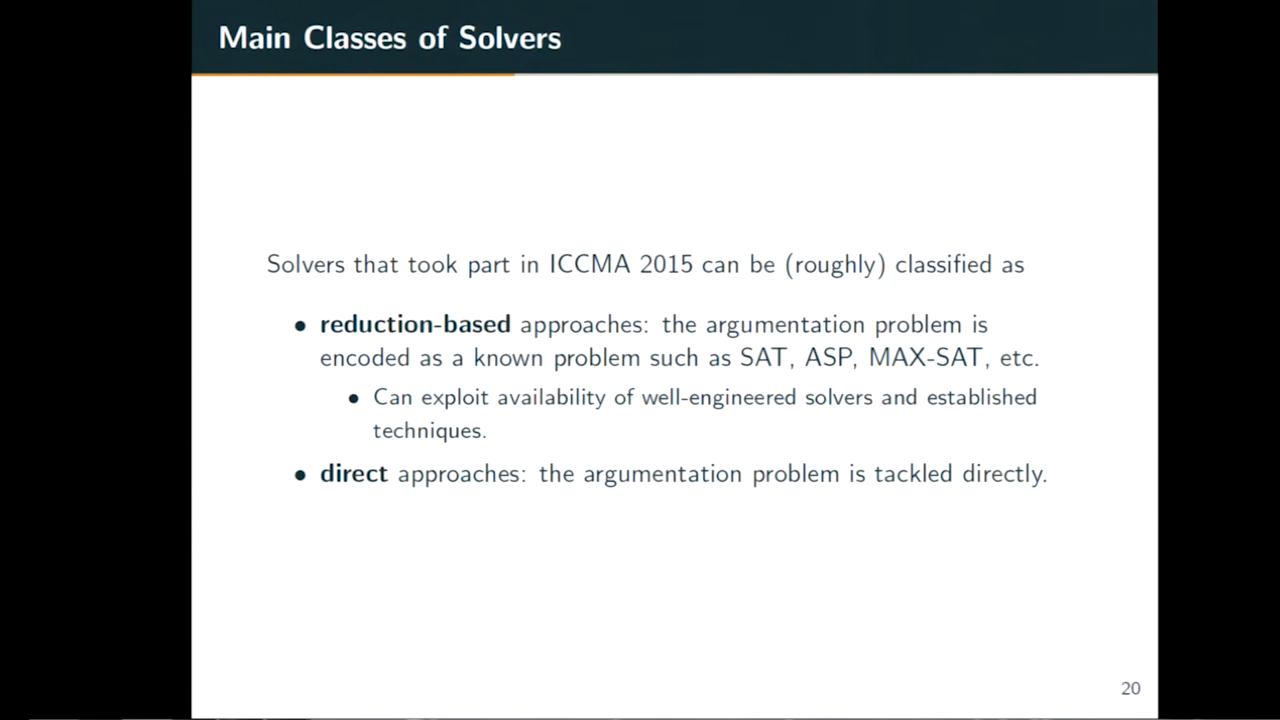 Main Classes of Solvers
Solvers that took part in ICCMA 2015 can be (roughly) classified as
• reduction-based approaches: the argumentation problem is
encoded as a known problem such as SAT, ASP, MAX-SAT, etc.
• Can exploit availability of well-engineered solvers and established
techniques.
• direct approaches: the argumentation problem is tackled directly.
20